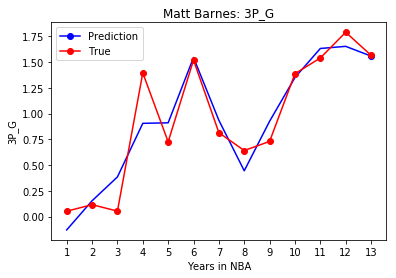 Matt Barnes: 3P_G
Prediction
True
3P_G
1.75
1.50
1.25
1.00
0.75
0.50
0.25
0.00
1 2 3 4 5 6 7 8 9 10 11 12 13
Years in NBA